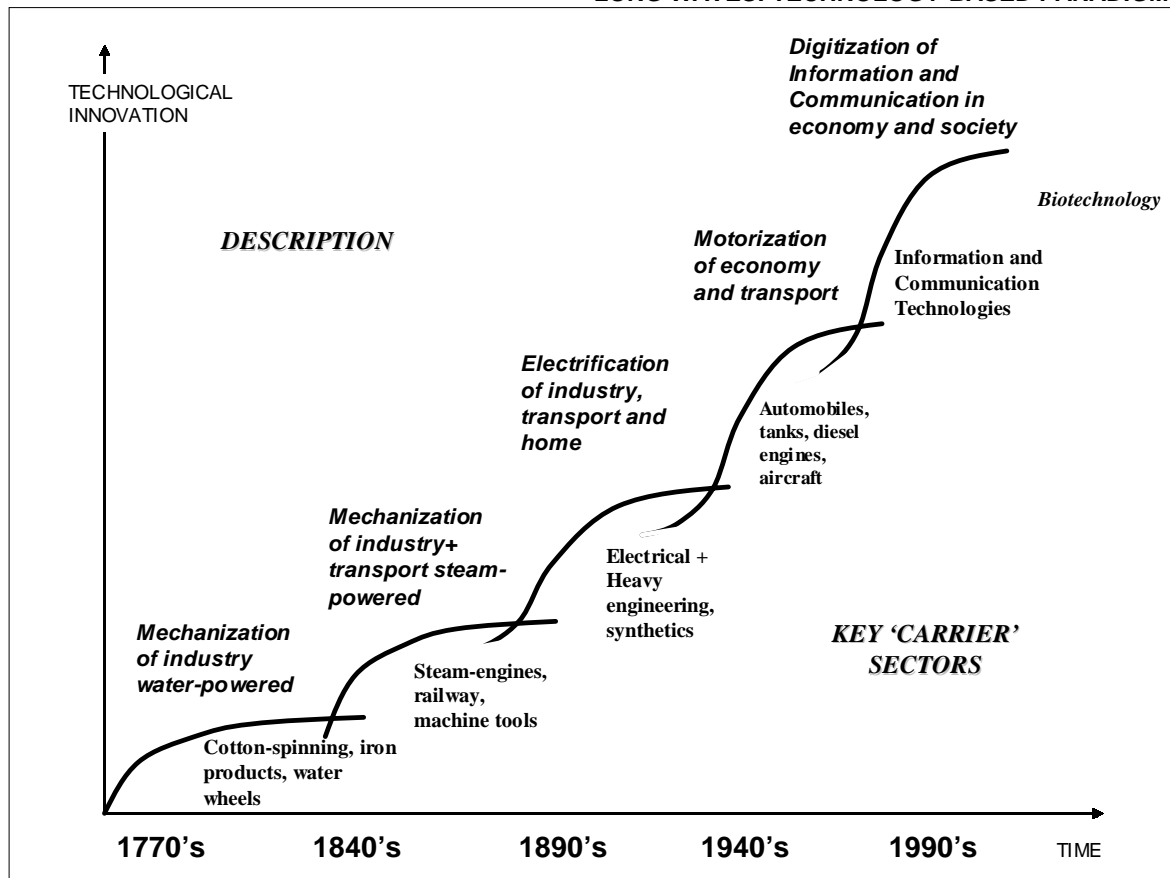 TECHNOLOGICAL
INNOVATION
Digitization of
Information and
Communication in
economy and society
Biotechnology
DESCRIPTION
Motorization
of economy
and transport
Information and
Communication
Technologies
Electrification
of industry,
transport and
home
Automobiles,
tanks, diesel
engines,
aircraft
Mechanization
of industry+
transport steam-
powered
Electrical +
Heavy
engineering,
synthetics
KEY ‘CARRIER’
SECTORS
Mechanization
of industry
water-powered
Steam-engines,
railway,
machine tools
Cotton-spinning, iron
products, water
wheels
1770’s 1840’s 1890’s 1940’s 1990’s TIME